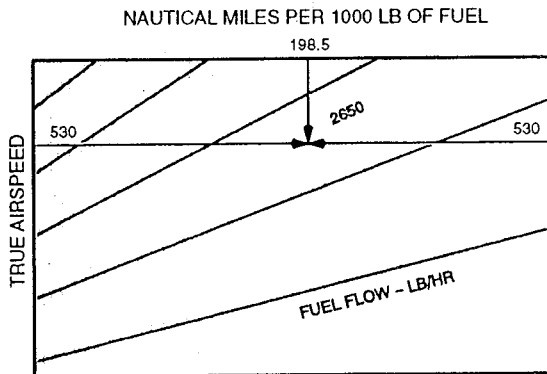 NAUTICAL MILES PER 1000 LB OF FUEL
198.5
2650
530
530
TRUE AIRSPEED
FUEL FLOW – LB/HR